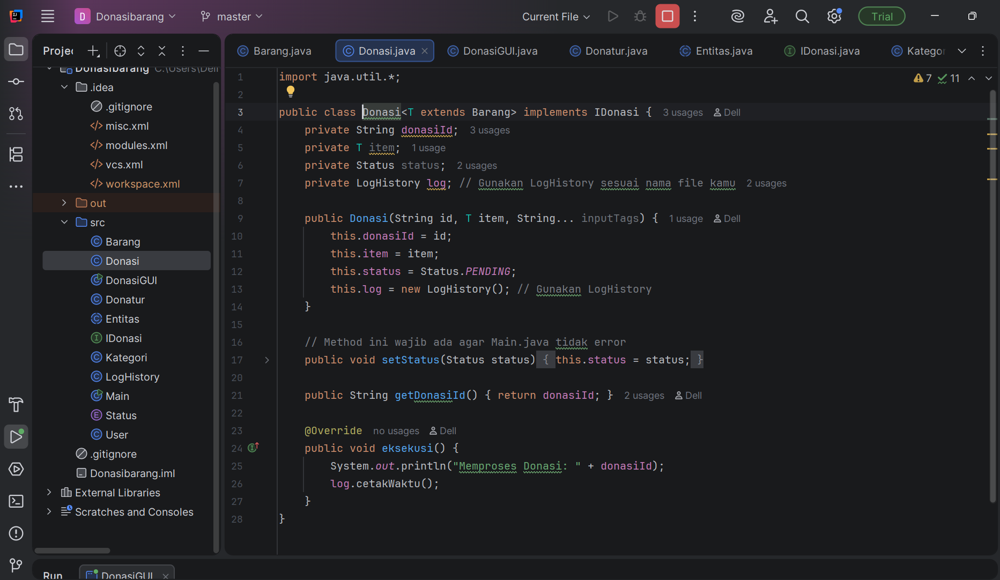 D Donasibarang master Current File Trial
Projec
Barang.java Donasi.java DonasiGUI.java Donatur.java Entitas.java IDonasi.java Kategor
Donasibarang C:\Users\Dell
.idea
.gitignore
misc.xml
modules.xml
vcs.xml
workspace.xml
out
src
Barang
Donasi
DonasiGUI
Donatur
Entitas
IDonasi
Kategori
LogHistory
Main
Status
User
.gitignore
Donasibarang.iml
External Libraries
Scratches and Consoles
7 11
1 import java.util.*;
2
3 public class Donasi<T extends Barang> implements IDonasi { 3 usages Dell
4 private String donasiId; 3 usages
5 private T item; 1 usage
6 private Status status; 2 usages
7 private LogHistory log; // Gunakan LogHistory sesuai nama file kamu 2 usages
8
9 public Donasi(String id, T item, String... inputTags) { 1 usage Dell
10 this.donasiId = id;
11 this.item = item;
12 this.status = Status.PENDING;
13 this.log = new LogHistory(); // Gunakan LogHistory
14 }
15
16 // Method ini wajib ada agar Main.java tidak error
17 public void setStatus(Status status) { this.status = status; }
20
21 public String getDonasiId() { return donasiId; } 2 usages Dell
22
23 @Override no usages Dell
24 public void eksekusi() {
25 System.out.println("Memproses Donasi: " + donasiId);
26 log.cetakWaktu();
27 }
28 }
Run DonasiGUI